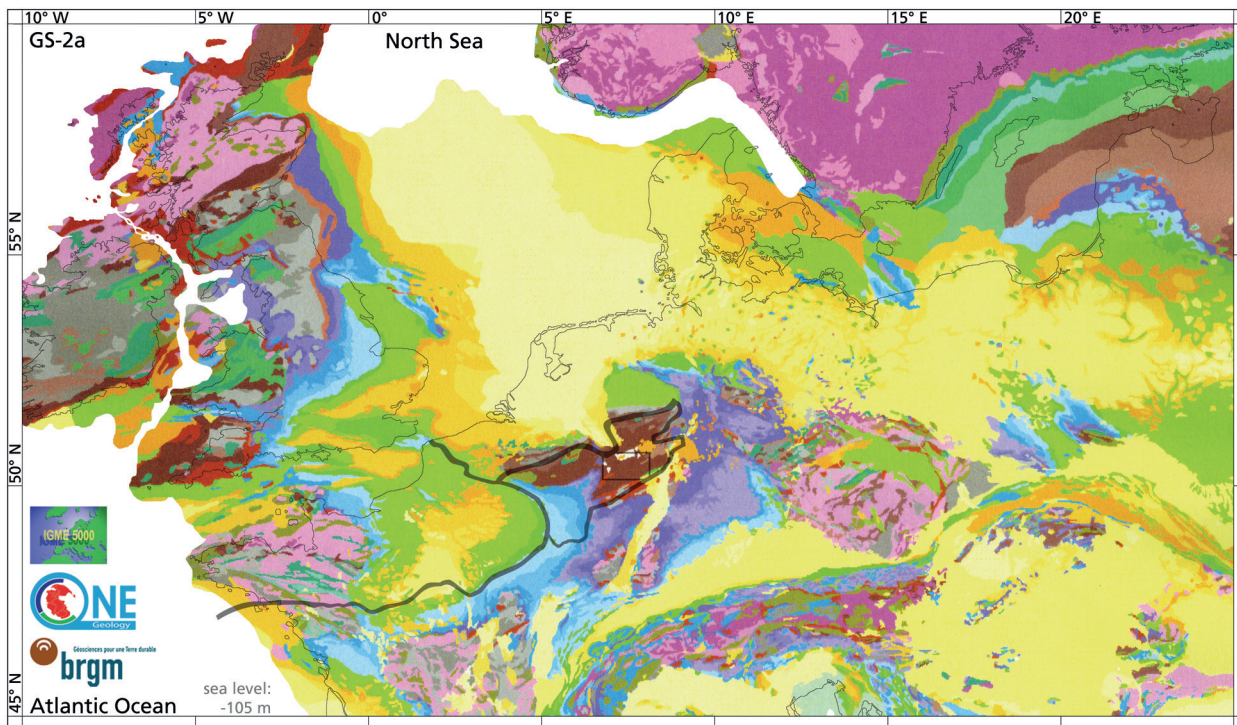 10° W
5° W
0°
5° E
10° E
15° E
20° E
GS-2a
North Sea
55° N
50° N
45° N
IGME 5000
ONE
Geology
Géosciences pour une Terre durable
brgm
sea level:
-105 m
Atlantic Ocean